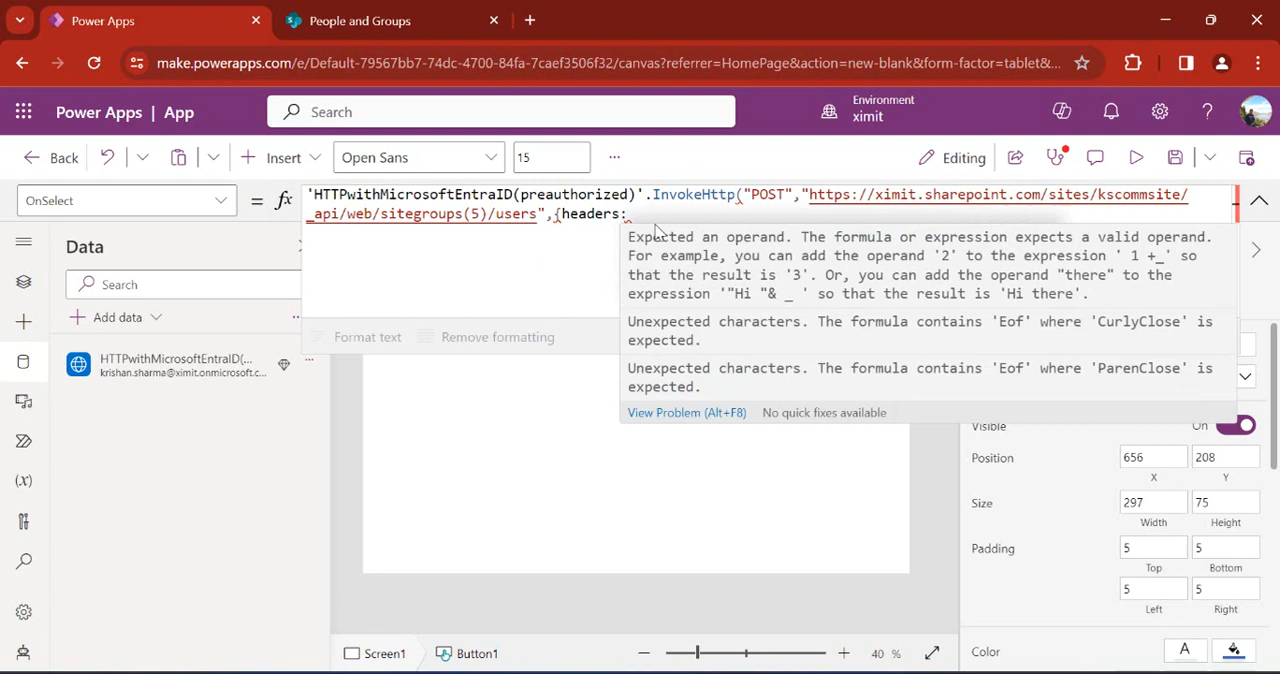 Power Apps
People and Groups
make.powerapps.com/e/Default-79567bb7-74dc-4700-84fa-7caef3506f32/canvas?referrer=HomePage&action=new-blank&form-factor=tablet&...
Power Apps | App
Search
Environment
ximit
Back
Insert
Open Sans
15
...
Editing
OnSelect
=
fx
'HTTPwithMicrosoftEntraID(preauthorized)'.InvokeHttp("POST","https://ximit.sharepoint.com/sites/kscommsite/
_api/web/sitegroups(5)/users",{headers:
Data
Search
Add data
HTTPwithMicrosoftEntraID(...
krishan.sharma@ximit.onmicrosoft.c...
Format text
Remove formatting
Expected an operand. The formula or expression expects a valid operand.
For example, you can add the operand '2' to the expression ' 1 +_' so
that the result is '3'. Or, you can add the operand "there" to the
expression '"Hi "& _ ' so that the result is 'Hi there'.
Unexpected characters. The formula contains 'Eof' where 'CurlyClose' is
expected.
Unexpected characters. The formula contains 'Eof' where 'ParenClose' is
expected.
View Problem (Alt+F8)
No quick fixes available
Visible
On
Position
656
208
X
Y
Size
297
75
Width
Height
Padding
5
5
Top
Bottom
5
5
Left
Right
Color
A
(x)
Screen1
Button1
40 %